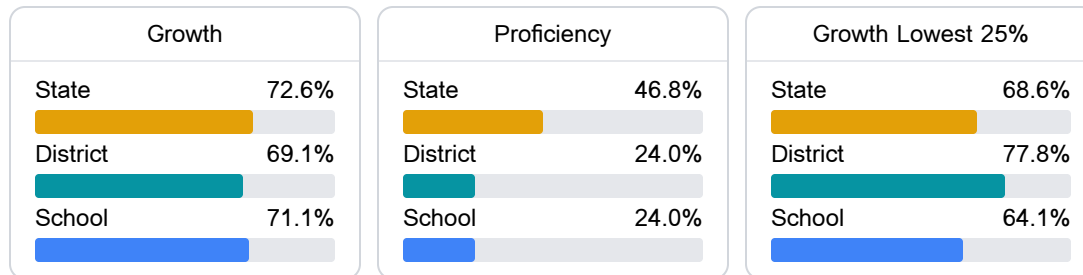 Growth
State 72.6%
District 69.1%
School 71.1%
Proficiency
State 46.8%
District 24.0%
School 24.0%
Growth Lowest 25%
State 68.6%
District 77.8%
School 64.1%